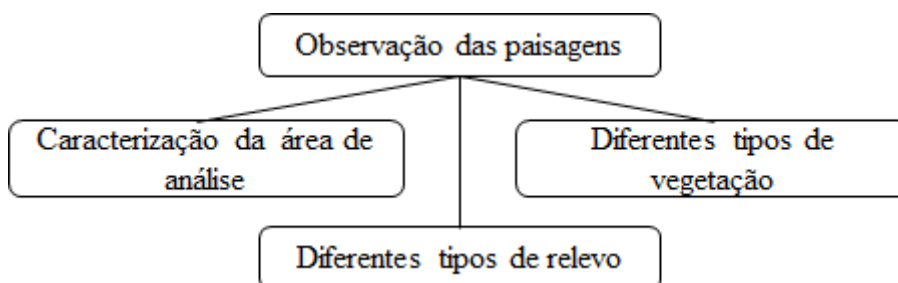 Observação das paisagens
Caracterização da área de
análise
Diferentes tipos de
vegetação
Diferentes tipos de relevo